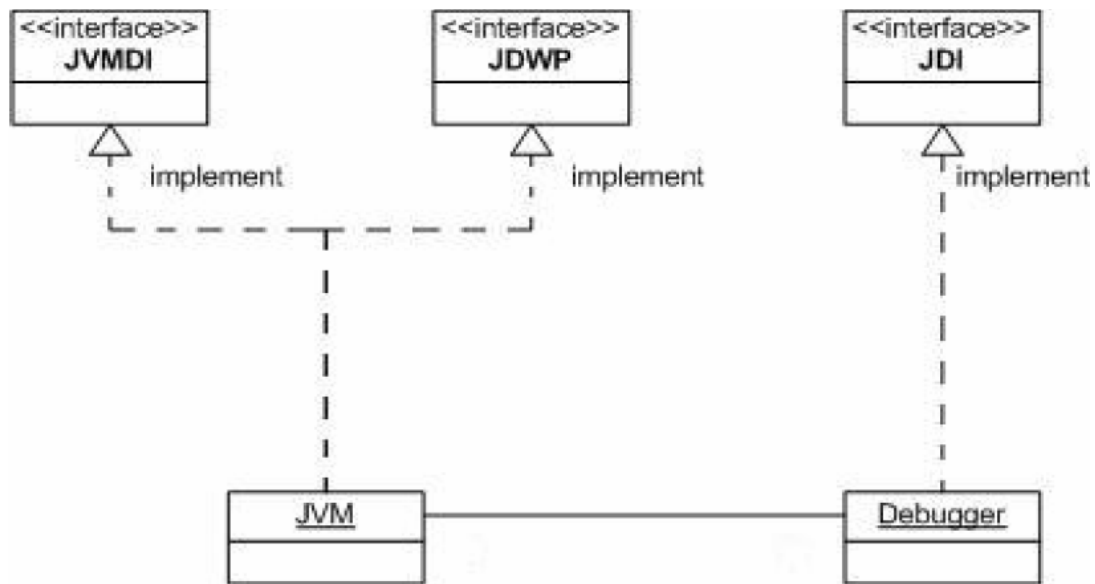 <<interface>>
JVMDI
<<interface>>
JDWP
<<interface>>
JDI
implement
implement
implement
JVM
Debugger